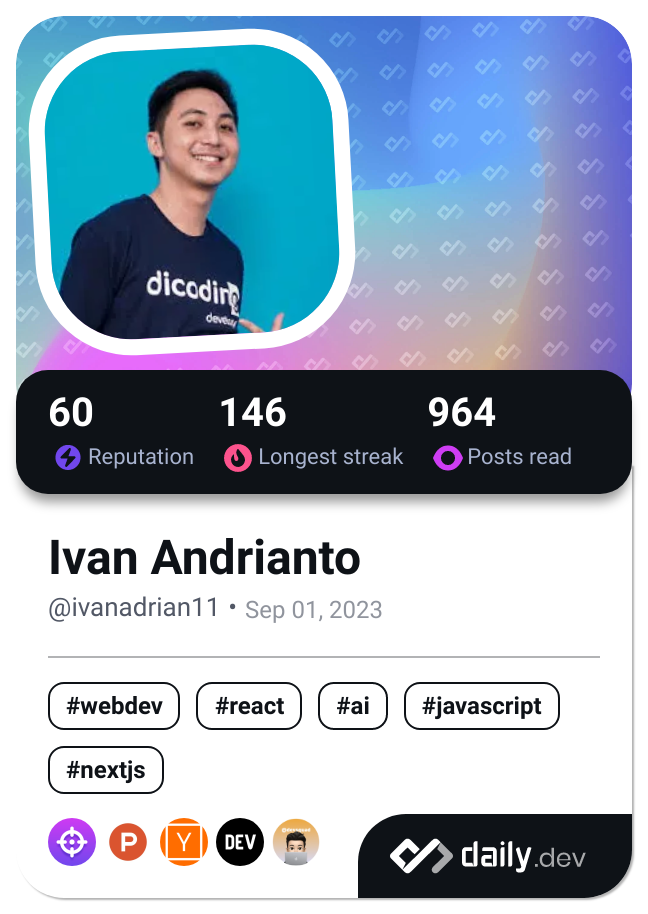 dicoding
60 146 964
Reputation Longest streak Posts read
Ivan Andrianto
@ivanadrian11 • Sep 01, 2023
#webdev #react #ai #javascript
#nextjs
P Y DEV
daily.dev